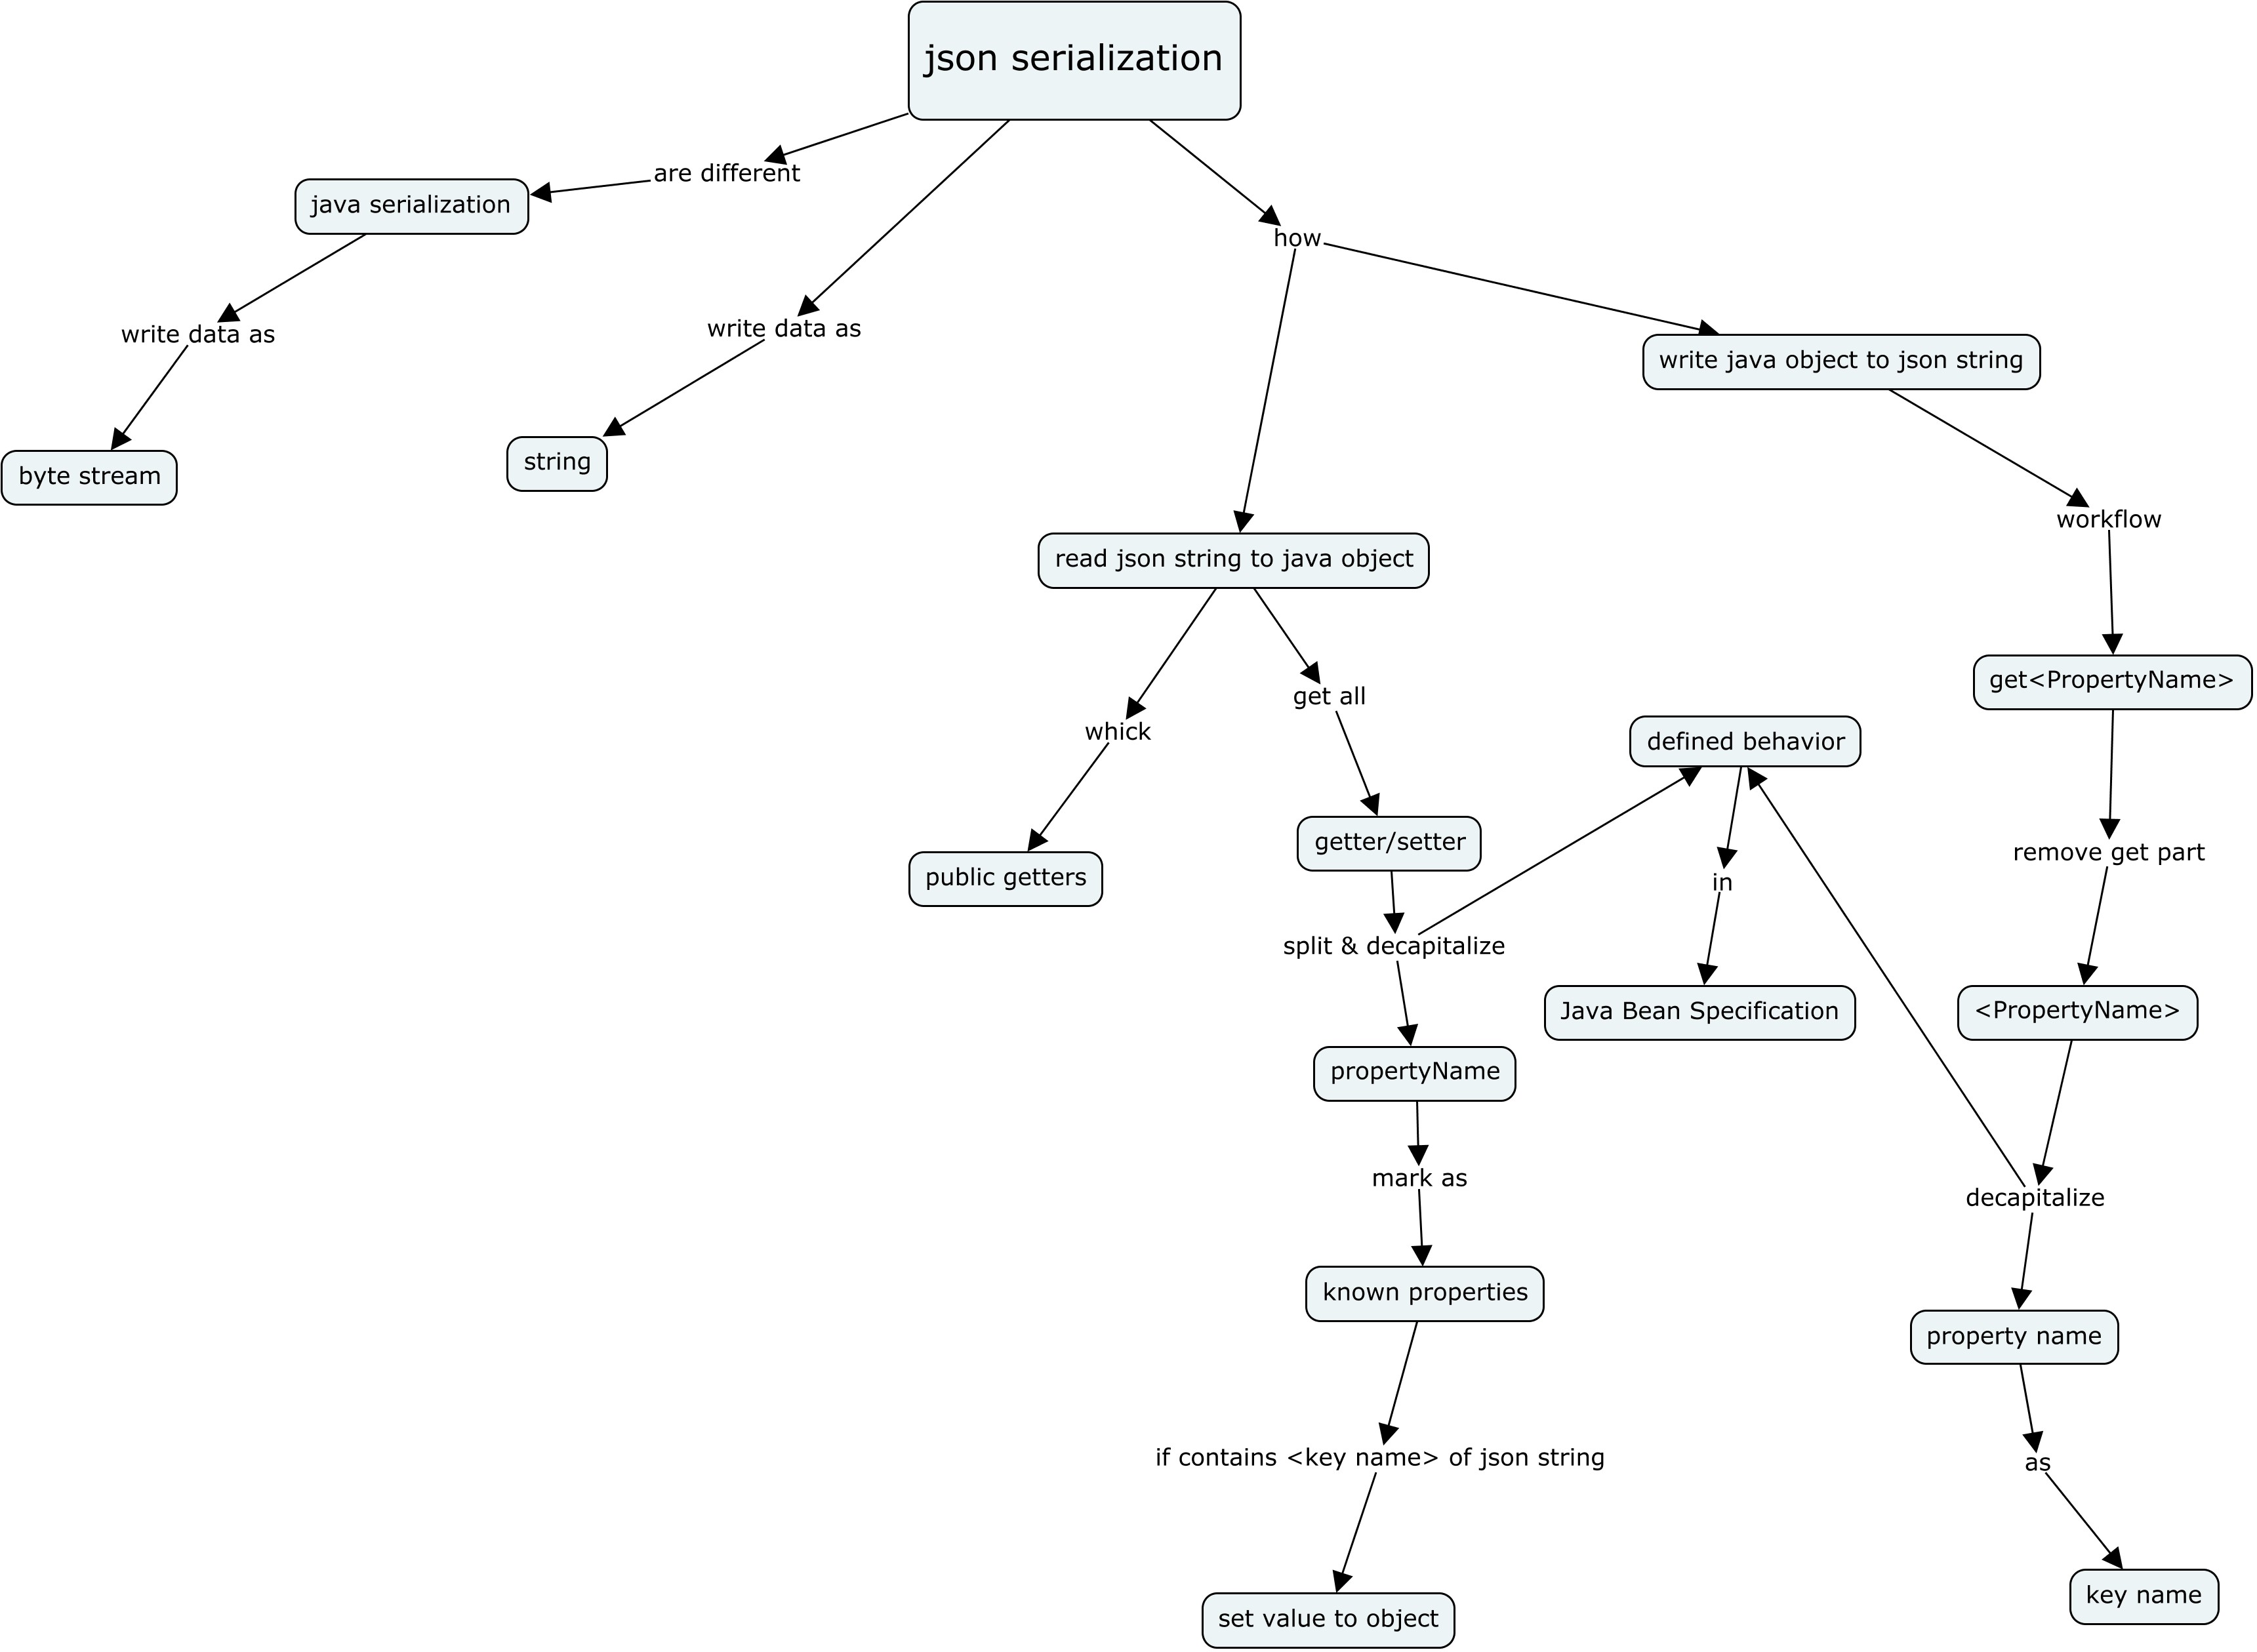 json serialization
are different
java serialization
how
write data as
write data as
write java object to json string
string
byte stream
workflow
read json string to java object
get<PropertyName>
get all
whick
defined behavior
getter/setter
remove get part
public getters
in
split & decapitalize
Java Bean Specification
<PropertyName>
propertyName
mark as
decapitalize
known properties
property name
if contains <key name> of json string
as
key name
set value to object